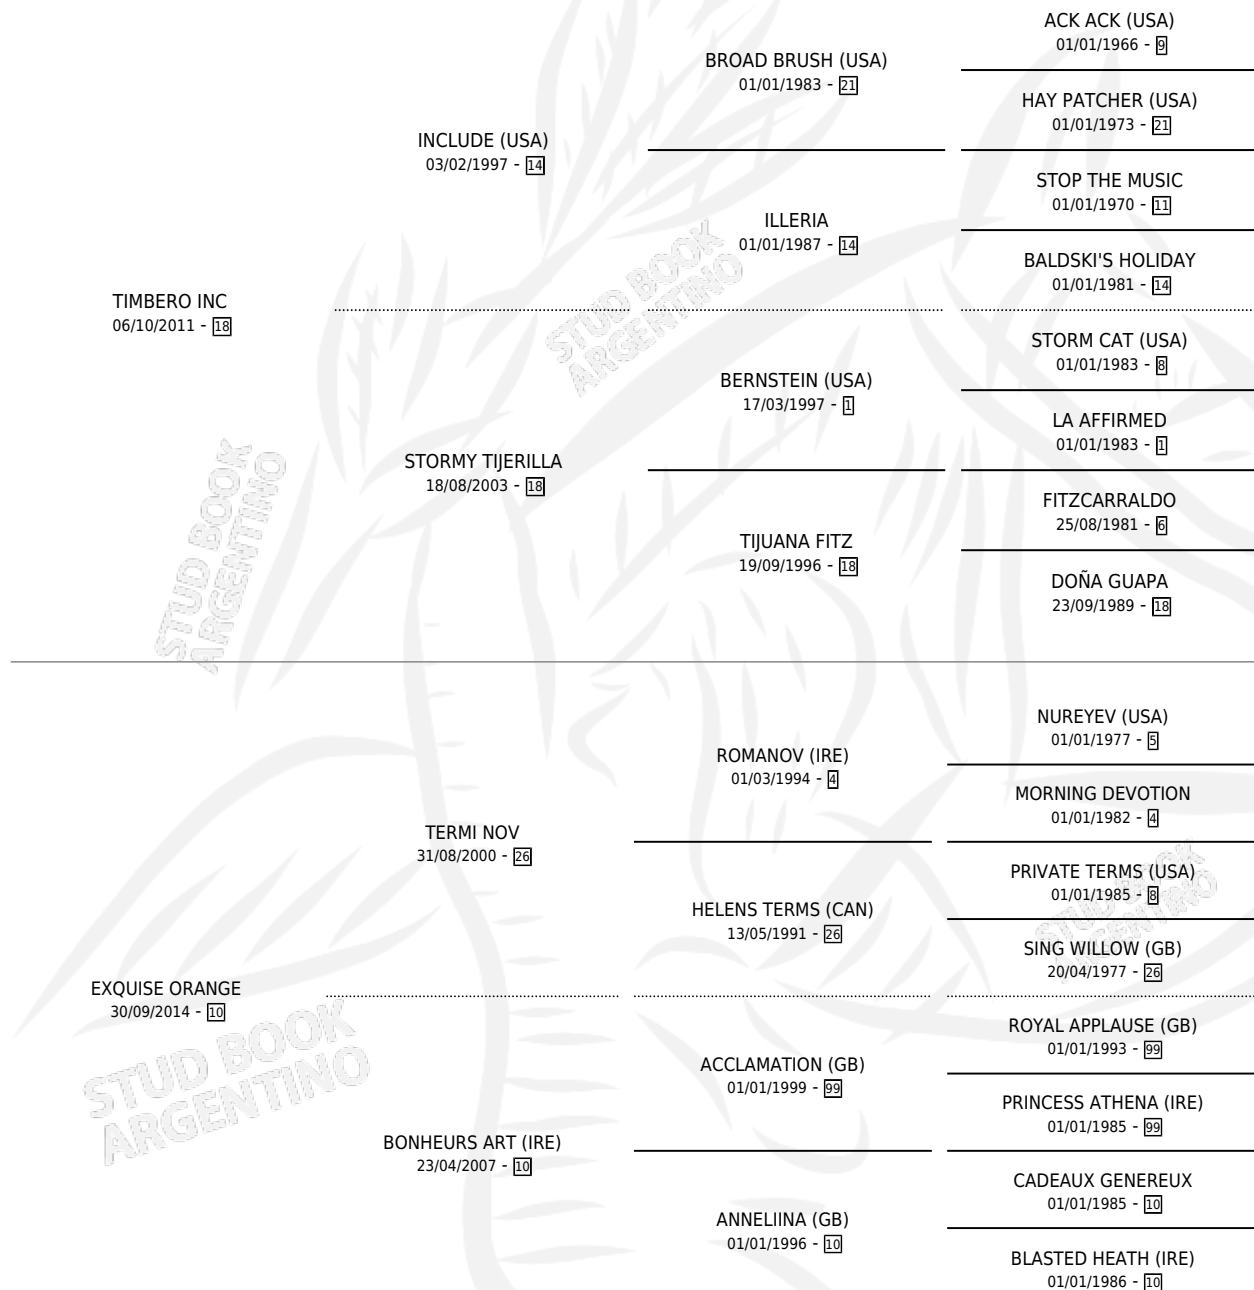 ACK ACK (USA)
01/01/1966 - 9
BROAD BRUSH (USA)
01/01/1983 - 21
HAY PATCHER (USA)
01/01/1973 - 21
INCLUDE (USA)
03/02/1997 - 14
STOP THE MUSIC
01/01/1970 - 11
ILLERIA
01/01/1987 - 14
BALDSKI'S HOLIDAY
01/01/1981 - 14
TIMBERO INC
06/10/2011 - 18
STUD BOOK
ARGENTINO
STORM CAT (USA)
01/01/1983 - 8
BERNSTEIN (USA)
17/03/1997 - 1
LA AFFIRMED
01/01/1983 - 1
STORMY TIJERILLA
18/08/2003 - 18
FITZCARRALDO
25/08/1981 - 6
TIJUANA FITZ
19/09/1996 - 18
DOÑA GUAPA
23/09/1989 - 18
STUD BOOK
ARGENTINO
NUREYEV (USA)
01/01/1977 - 5
ROMANOV (IRE)
01/03/1994 - 4
MORNING DEVOTION
01/01/1982 - 4
TERMI NOV
31/08/2000 - 26
PRIVATE TERMS (USA)
01/01/1985 - 8
HELENS TERMS (CAN)
13/05/1991 - 26
SING WILLOW (GB)
20/04/1977 - 26
STUD BOOK
ARGENTINO
EXQUISE ORANGE
30/09/2014 - 10
ROYAL APPLAUSE (GB)
01/01/1993 - 99
ACCLAMATION (GB)
01/01/1999 - 99
PRINCESS ATHENA (IRE)
01/01/1985 - 99
STUD BOOK
ARGENTINO
BONHEURS ART (IRE)
23/04/2007 - 10
CADEAUX GENEREUX
01/01/1985 - 10
ANNELIINA (GB)
01/01/1996 - 10
BLASTED HEATH (IRE)
01/01/1986 - 10